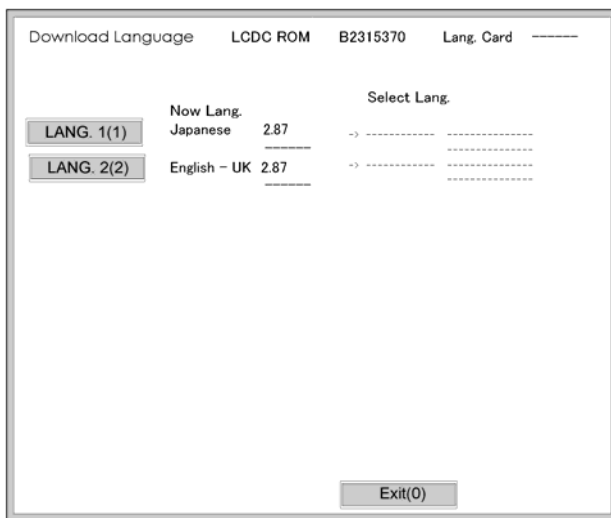 Download Language LCDC ROM B2315370 Lang. Card ------
Select Lang.
Now Lang.
LANG. 1(1) Japanese 2.87 -> ------------ ---------------
------ ---------------
LANG. 2(2) English - UK 2.87 -> ------------ ---------------
------ ---------------
Exit(0)